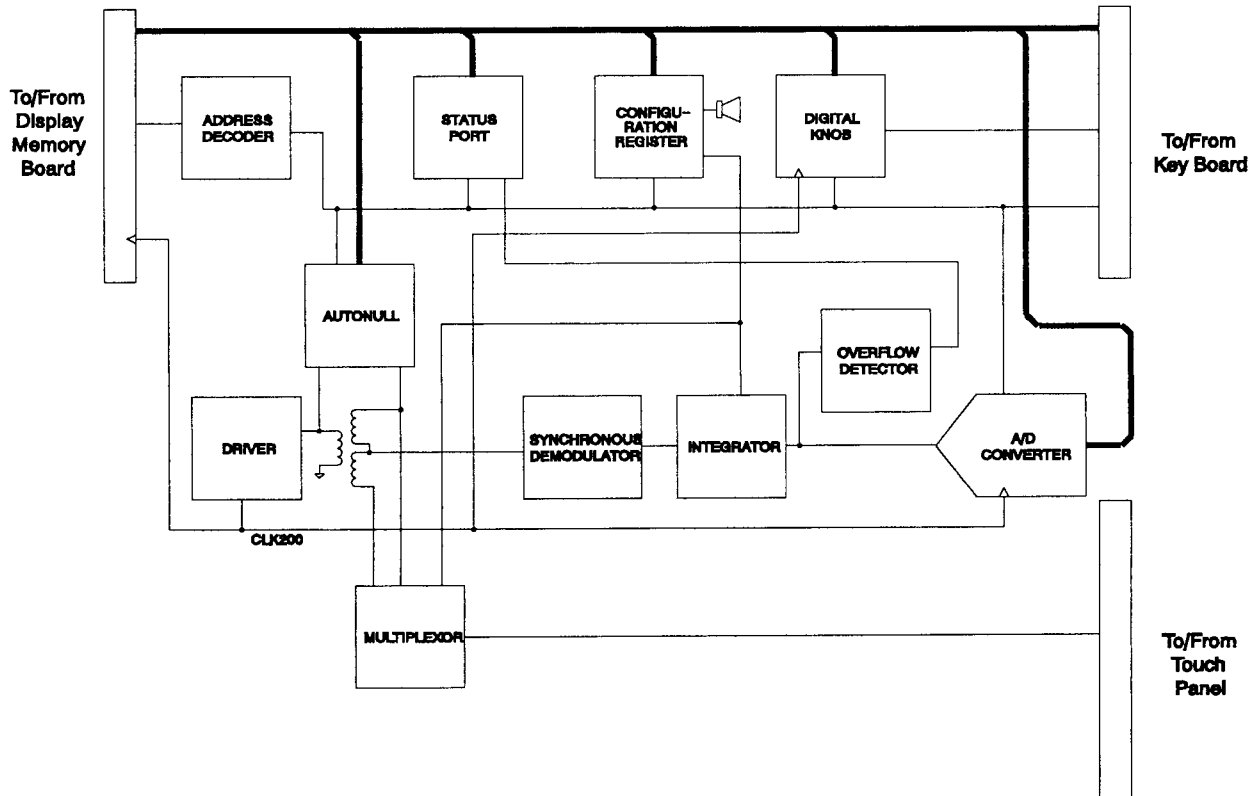 To/From
Display
Memory
Board
ADDRESS
DECODER
STATUS
PORT
CONFIGU-
RATION
REGISTER
DIGITAL
KNOB
To/From
Key Board
AUTONULL
OVERFLOW
DETECTOR
DRIVER
SYNCHRONOUS
DEMODULATOR
INTEGRATOR
A/D
CONVERTER
CLK200
MULTIPLEXOR
To/From
Touch
Panel